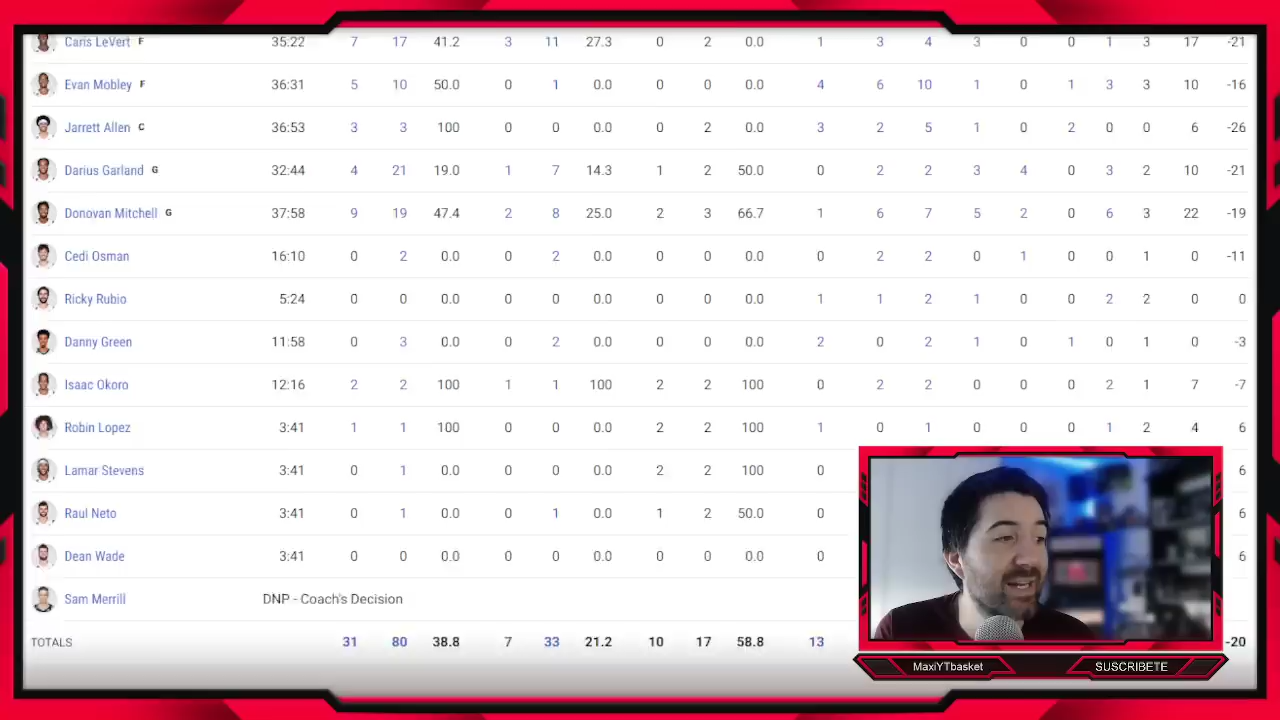 Caris LeVert F 35:22 7 17 41.2 3 11 27.3 0 2 0.0 1 3 4 3 0 0 1 3 17 -21
Evan Mobley F 36:31 5 10 50.0 0 1 0.0 0 0 0.0 4 6 10 1 0 1 3 3 10 -16
Jarrett Allen C 36:53 3 3 100 0 0 0.0 0 2 0.0 3 2 5 1 0 2 0 0 6 -26
Darius Garland G 32:44 4 21 19.0 1 7 14.3 1 2 50.0 0 2 2 3 4 0 3 2 10 -21
Donovan Mitchell G 37:58 9 19 47.4 2 8 25.0 2 3 66.7 1 6 7 5 2 0 6 3 22 -19
Cedi Osman 16:10 0 2 0.0 0 2 0.0 0 0 0.0 0 2 2 0 1 0 0 1 0 -11
Ricky Rubio 5:24 0 0 0.0 0 0 0.0 0 0 0.0 1 1 2 1 0 0 2 2 0 0
Danny Green 11:58 0 3 0.0 0 2 0.0 0 0 0.0 2 0 2 1 0 1 0 1 0 -3
Isaac Okoro 12:16 2 2 100 1 1 100 2 2 100 0 2 2 0 0 0 2 1 7 -7
Robin Lopez 3:41 1 1 100 0 0 0.0 2 2 100 1 0 1 0 0 0 1 2 4 6
Lamar Stevens 3:41 0 1 0.0 0 0 0.0 2 2 100 0 6
Raul Neto 3:41 0 1 0.0 0 1 0.0 1 2 50.0 0 6
Dean Wade 3:41 0 0 0.0 0 0 0.0 0 0 0.0 0 6
Sam Merrill DNP - Coach's Decision
TOTALS 31 80 38.8 7 33 21.2 10 17 58.8 13 -20
MaxiYTbasket SUSCRIBETE